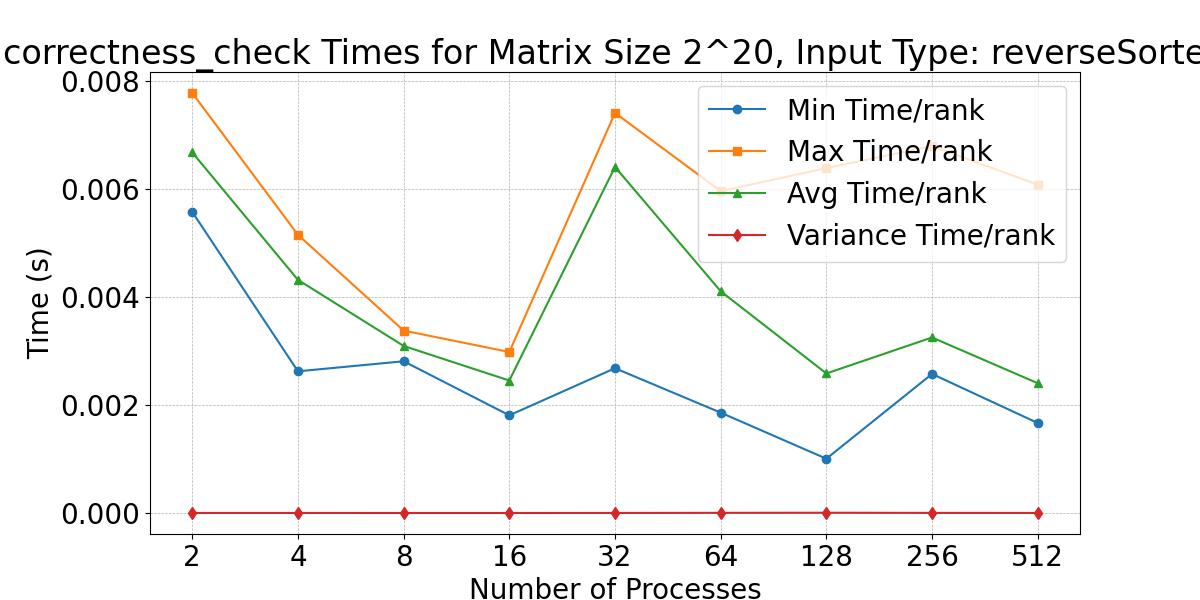 correctness_check Times for Matrix Size 2^20, Input Type: reverseSorte
0.008
0.006
0.004
0.002
0.000
Time (s)
Min Time/rank
Max Time/rank
Avg Time/rank
Variance Time/rank
2 4 8 16 32 64 128 256 512
Number of Processes